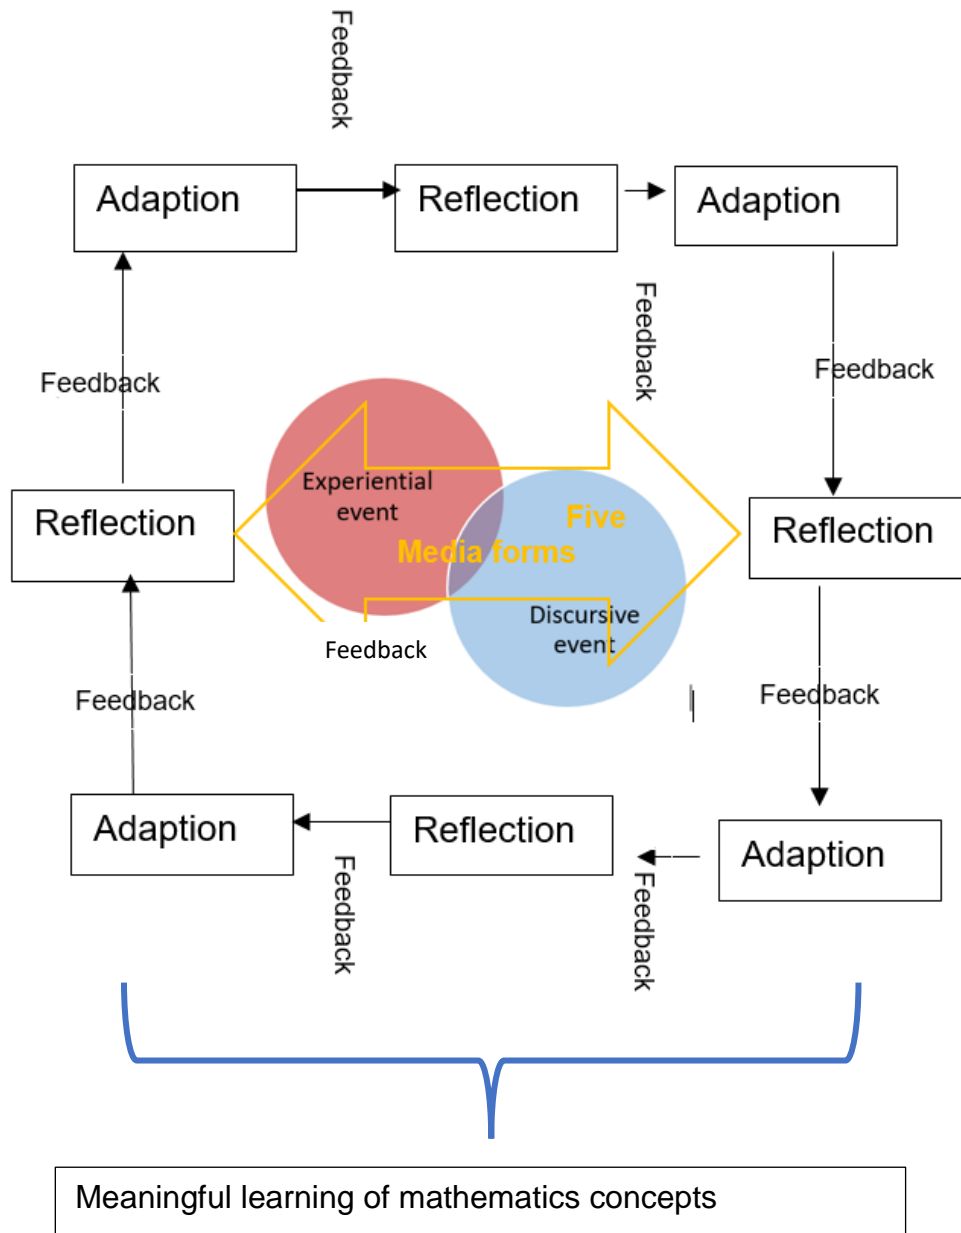 Feedback
Adaption
Reflection
Adaption
Feedback
Feedback
Feedback
Experiential
event
Five
Media forms
Reflection
Reflection
Discursive
event
Feedback
Feedback
Feedback
Adaption
Reflection
Adaption
Feedback
Feedback
Meaningful learning of mathematics concepts